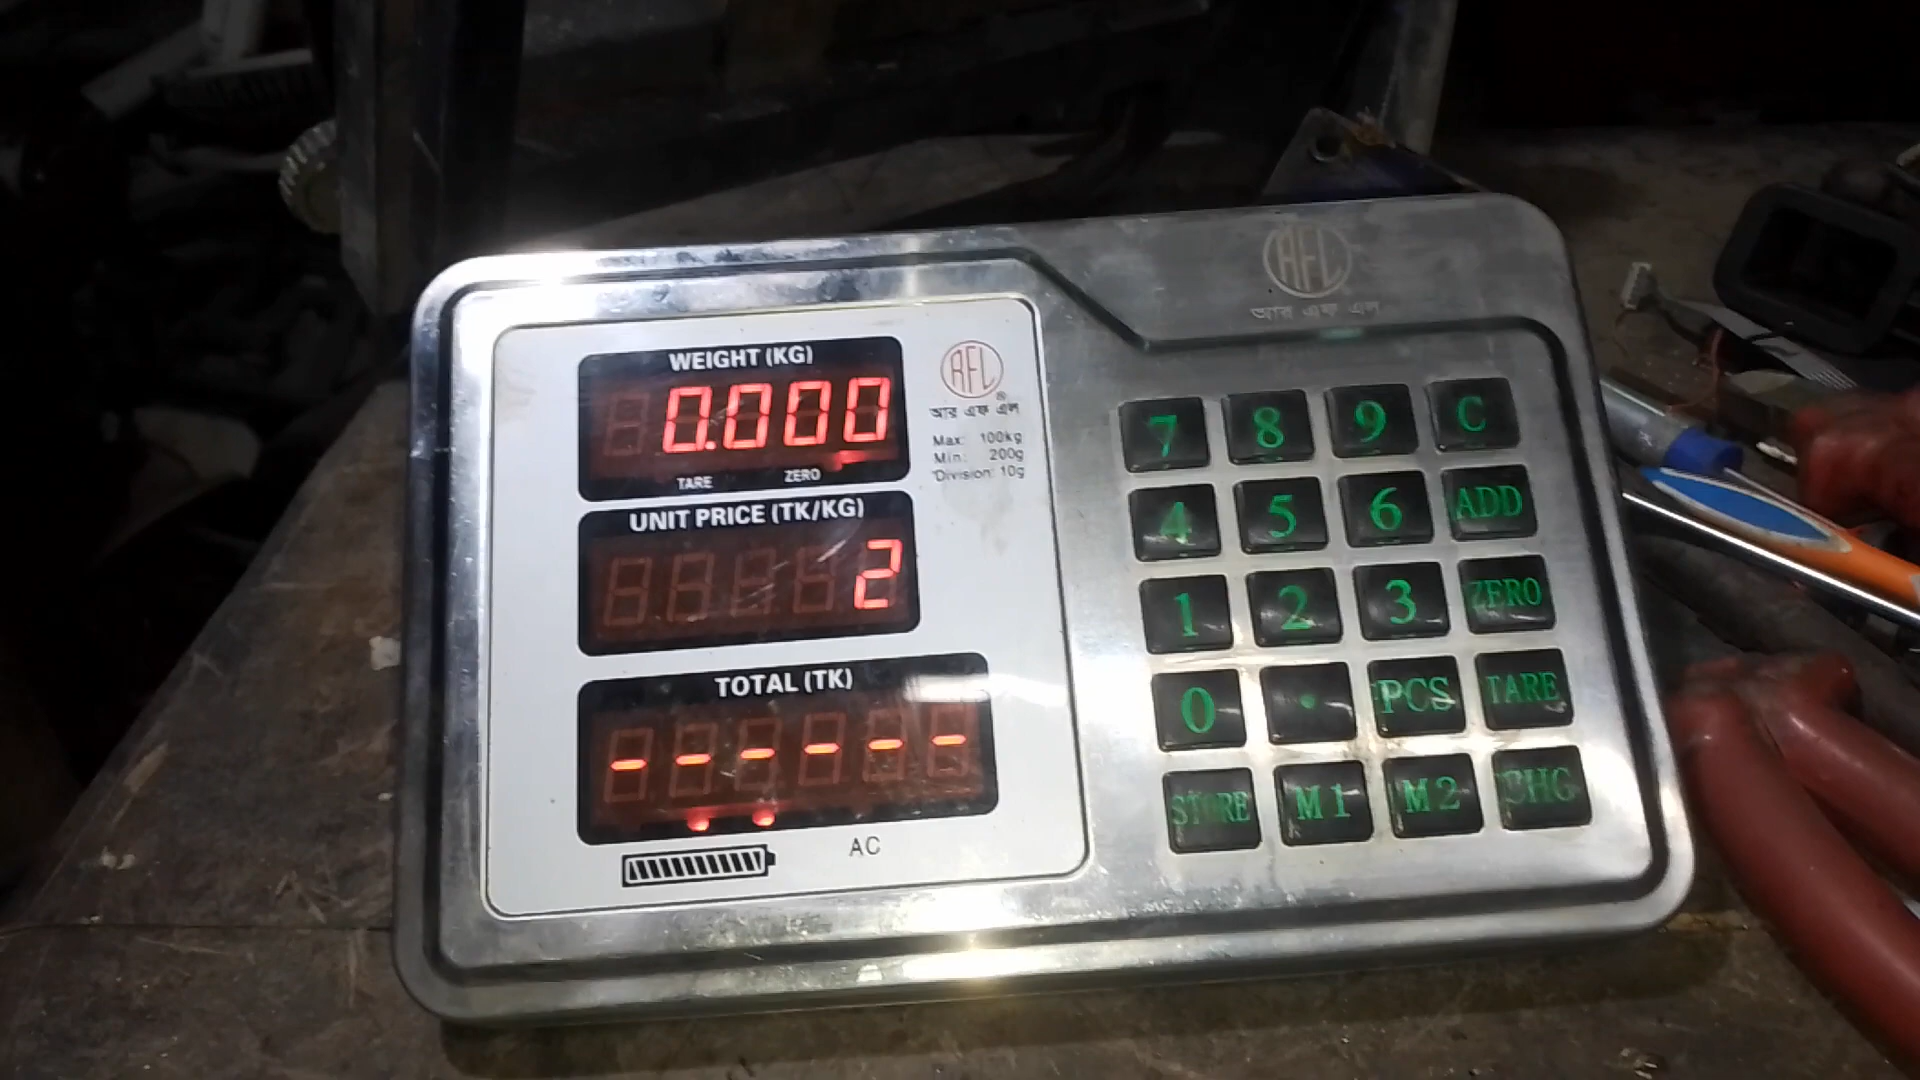 RFL
আর এফ এল
WEIGHT (KG)
0.000
TARE ZERO
RFL
®
আর এফ এল
Max: 100kg
Min: 200g
Division 10g
UNIT PRICE (TK/KG)
2
TOTAL (TK)
------
AC
7 8 9 C
4 5 6 ADD
1 2 3 ZERO
0 . PCS TARE
STORE M1 M2 CHG